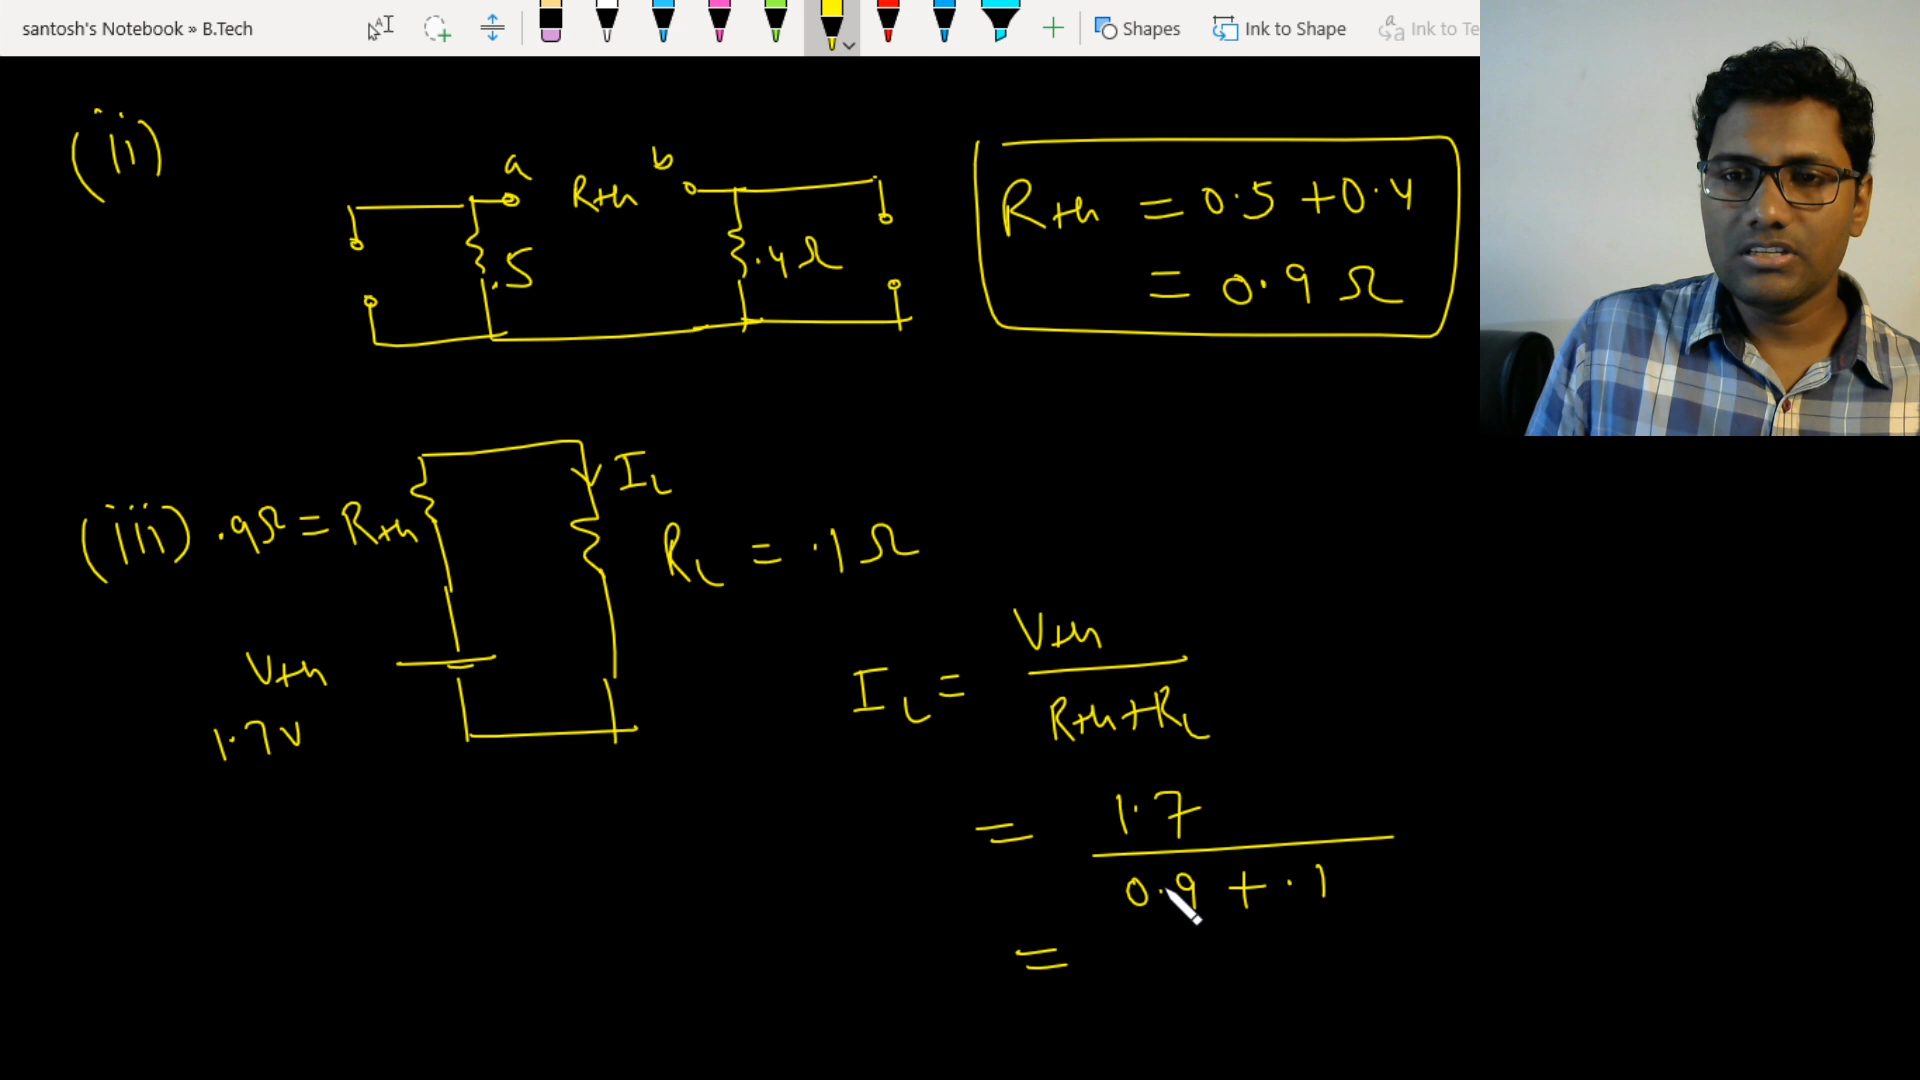 santosh's Notebook » B.Tech
Shapes
Ink to Shape
Ink to Te
(ii)
a Rth b
.5
.4Ω
Rth = 0.5 + 0.4
= 0.9 Ω
(iii) .9Ω = Rth
IL
RL = .1 Ω
Vth
1.7V
IL = Vth
Rth + RL
= 1.7
0.9 + .1
=